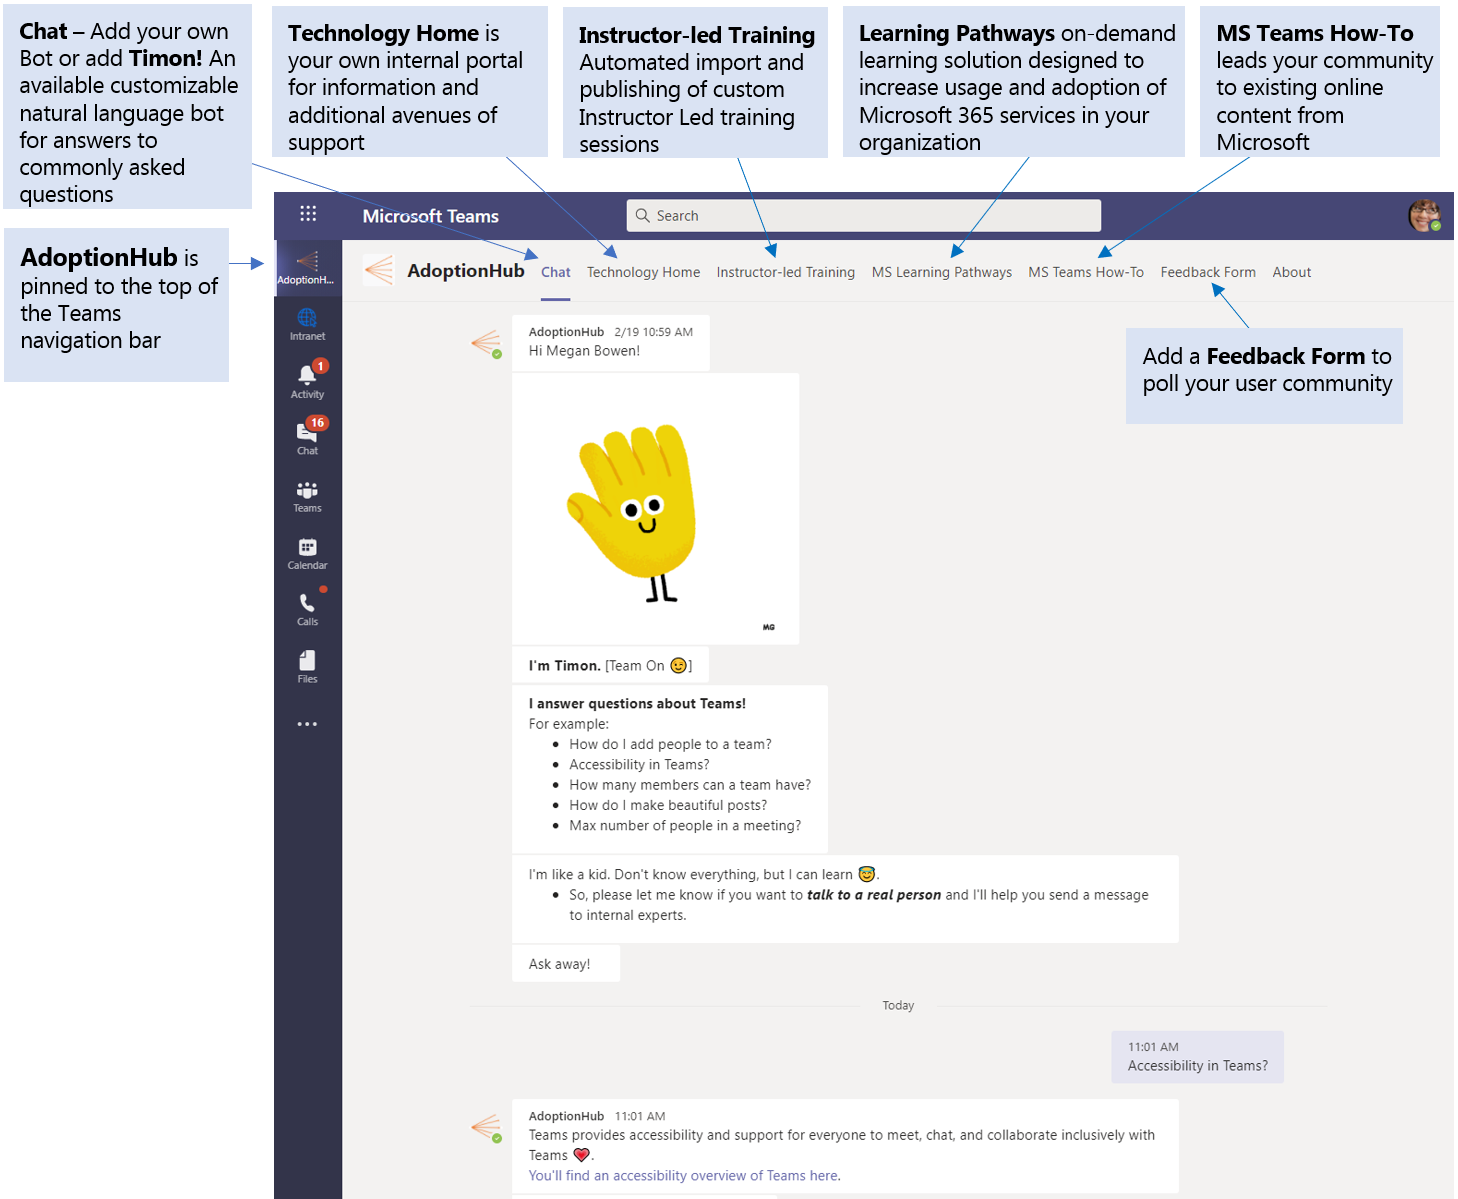 Chat – Add your own
Bot or add Timon! An
available customizable
natural language bot
for answers to
commonly asked
questions
Technology Home is
your own internal portal
for information and
additional avenues of
support
Instructor-led Training
Automated import and
publishing of custom
Instructor Led training
sessions
Learning Pathways on-demand
learning solution designed to
increase usage and adoption of
Microsoft 365 services in your
organization
MS Teams How-To
leads your community
to existing online
content from
Microsoft
AdoptionHub is
pinned to the top of
the Teams
navigation bar
Microsoft Teams
Search
AdoptionH...
Intranet
1
Activity
16
Chat
Teams
Calendar
Calls
Files
AdoptionHub Chat Technology Home Instructor-led Training MS Learning Pathways MS Teams How-To Feedback Form About
Add a Feedback Form to
poll your user community
AdoptionHub 2/19 10:59 AM
Hi Megan Bowen!
MG
I'm Timon. [Team On 😉]
I answer questions about Teams!
For example:
• How do I add people to a team?
• Accessibility in Teams?
• How many members can a team have?
• How do I make beautiful posts?
• Max number of people in a meeting?
I'm like a kid. Don't know everything, but I can learn 😇.
• So, please let me know if you want to talk to a real person and I'll help you send a message
to internal experts.
Ask away!
Today
11:01 AM
Accessibility in Teams?
AdoptionHub 11:01 AM
Teams provides accessibility and support for everyone to meet, chat, and collaborate inclusively with
Teams 💗.
You'll find an accessibility overview of Teams here.